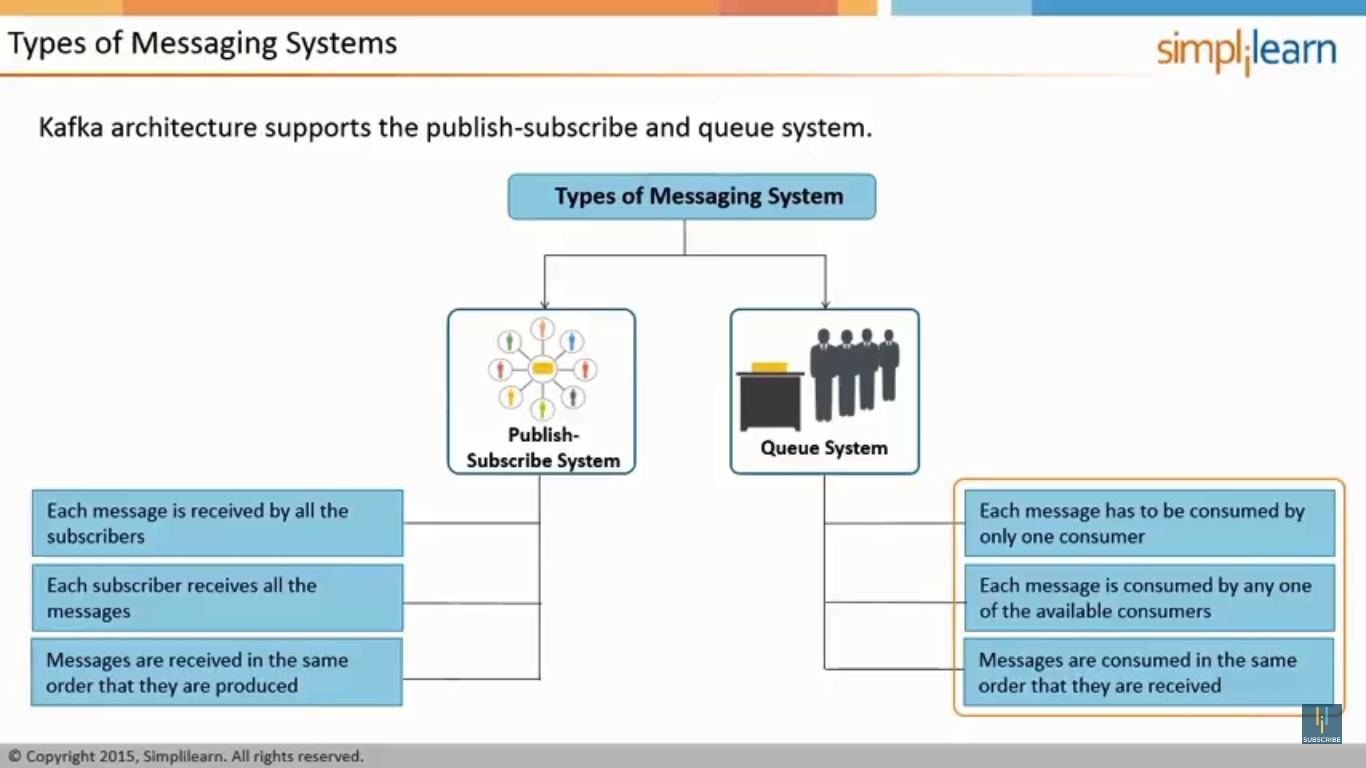 Types of Messaging Systems
simplilearn
Kafka architecture supports the publish-subscribe and queue system.
Types of Messaging System
Publish-
Subscribe System
Queue System
Each message is received by all the
subscribers
Each subscriber receives all the
messages
Messages are received in the same
order that they are produced
Each message has to be consumed by
only one consumer
Each message is consumed by any one
of the available consumers
Messages are consumed in the same
order that they are received
SUBSCRIBE
© Copyright 2015, Simplilearn. All rights reserved.